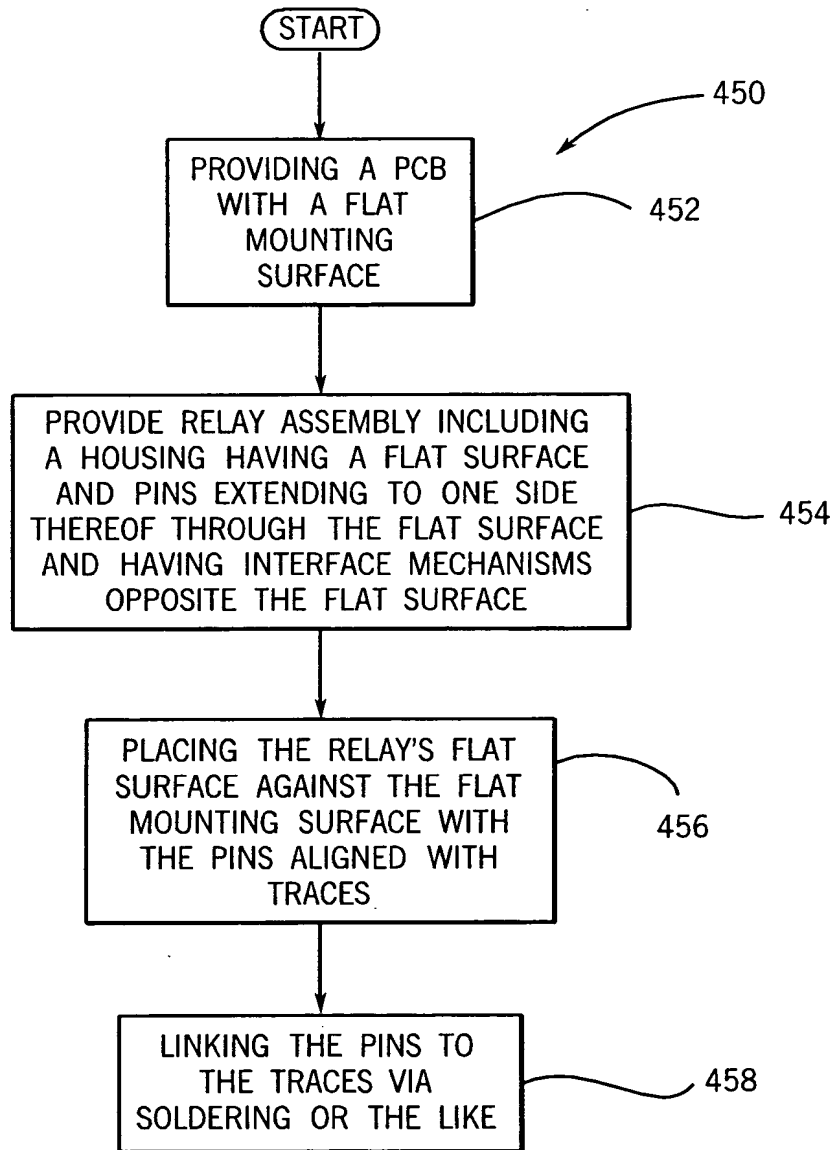 START
450
PROVIDING A PCB
WITH A FLAT
MOUNTING
SURFACE
452
PROVIDE RELAY ASSEMBLY INCLUDING
A HOUSING HAVING A FLAT SURFACE
AND PINS EXTENDING TO ONE SIDE
THEREOF THROUGH THE FLAT SURFACE
AND HAVING INTERFACE MECHANISMS
OPPOSITE THE FLAT SURFACE
454
PLACING THE RELAY'S FLAT
SURFACE AGAINST THE FLAT
MOUNTING SURFACE WITH
THE PINS ALIGNED WITH
TRACES
456
LINKING THE PINS TO
THE TRACES VIA
SOLDERING OR THE LIKE
458